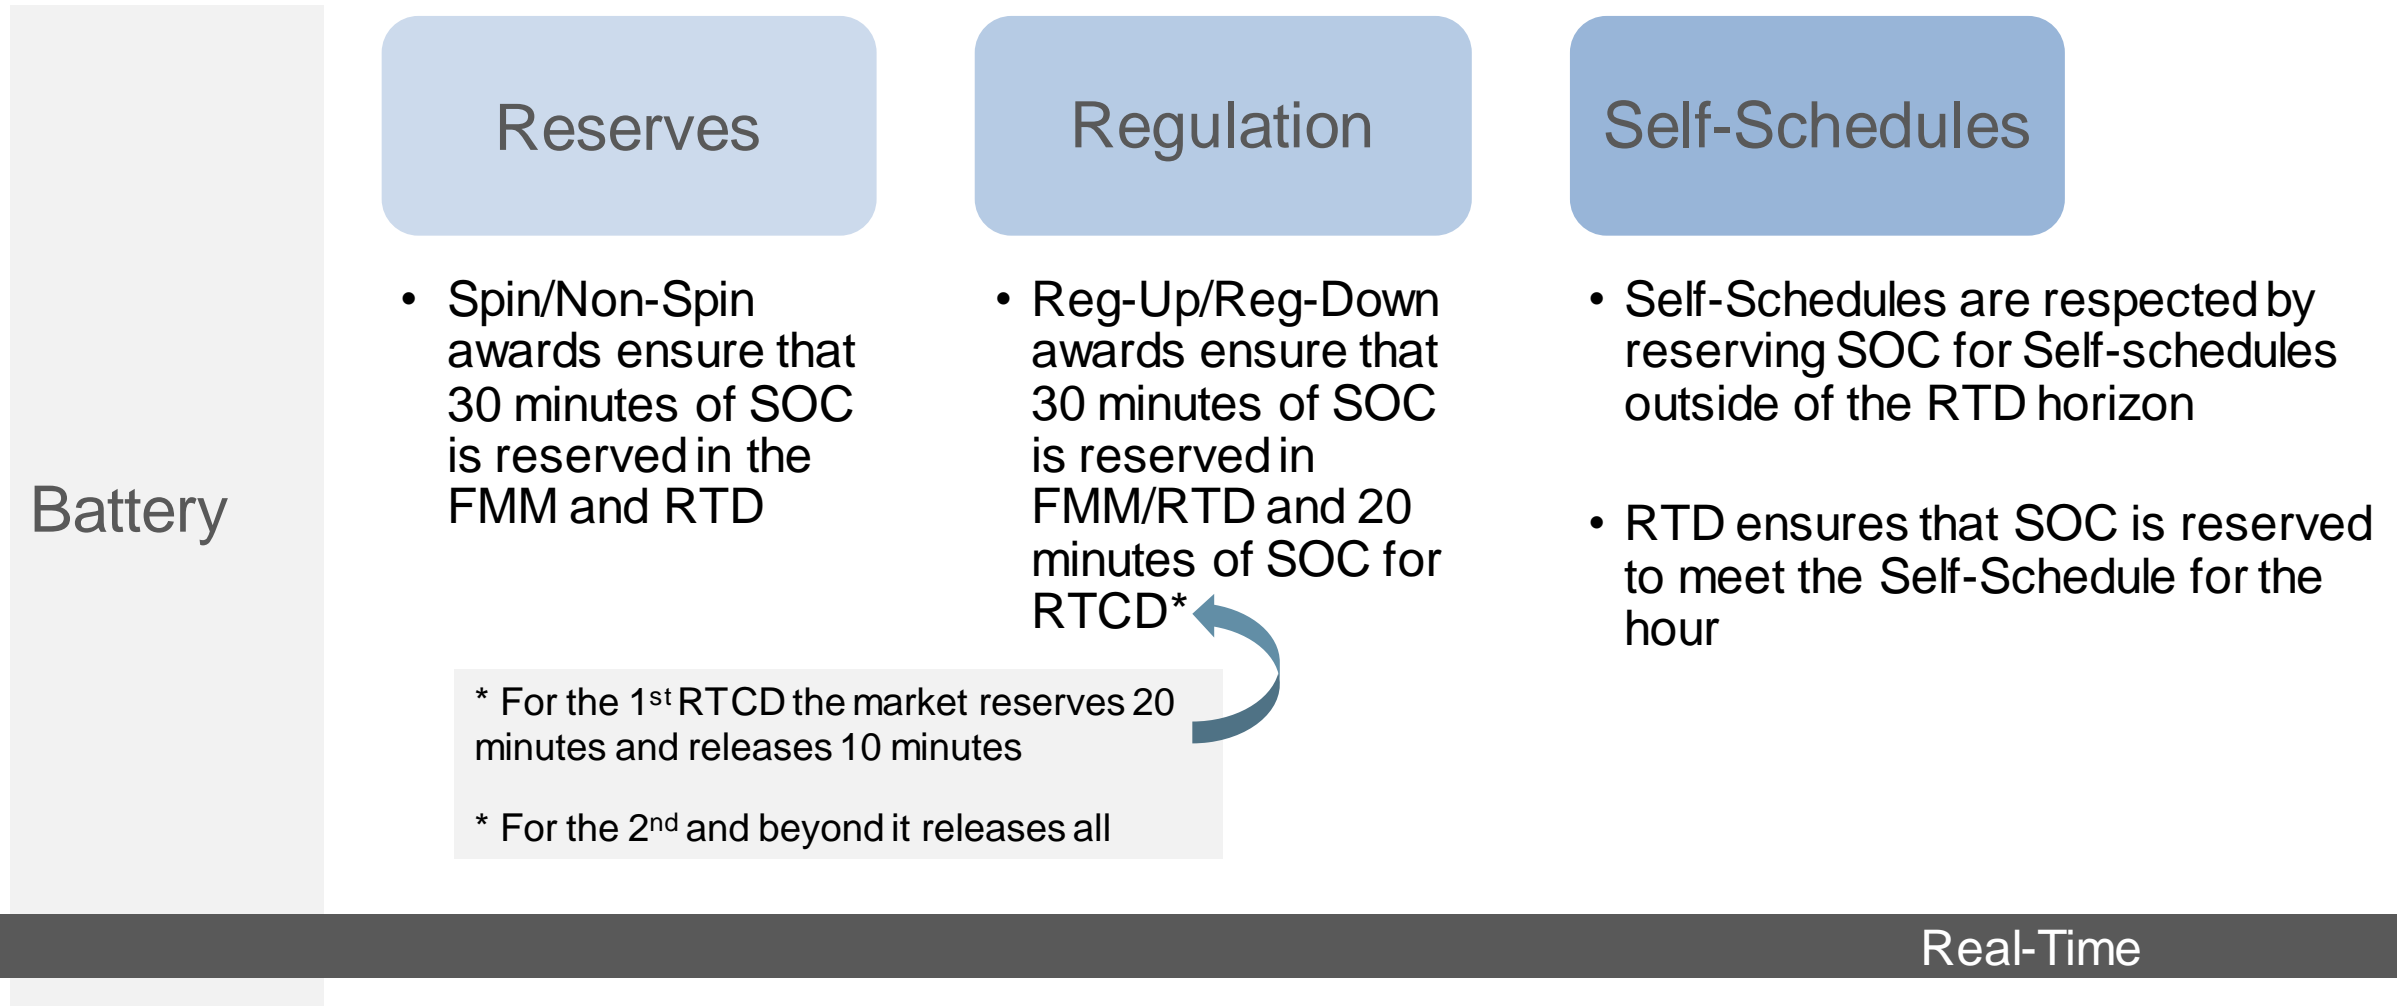 Battery
Reserves
• Spin/Non-Spin
awards ensure that
30 minutes of SOC
is reserved in the
FMM and RTD
Regulation
• Reg-Up/Reg-Down
awards ensure that
30 minutes of SOC
is reserved in
FMM/RTD and 20
minutes of SOC for
RTCD*
* For the 1st RTCD the market reserves 20
minutes and releases 10 minutes
* For the 2nd and beyond it releases all
Self-Schedules
• Self-Schedules are respected by
reserving SOC for Self-schedules
outside of the RTD horizon
• RTD ensures that SOC is reserved
to meet the Self-Schedule for the
hour
Real-Time